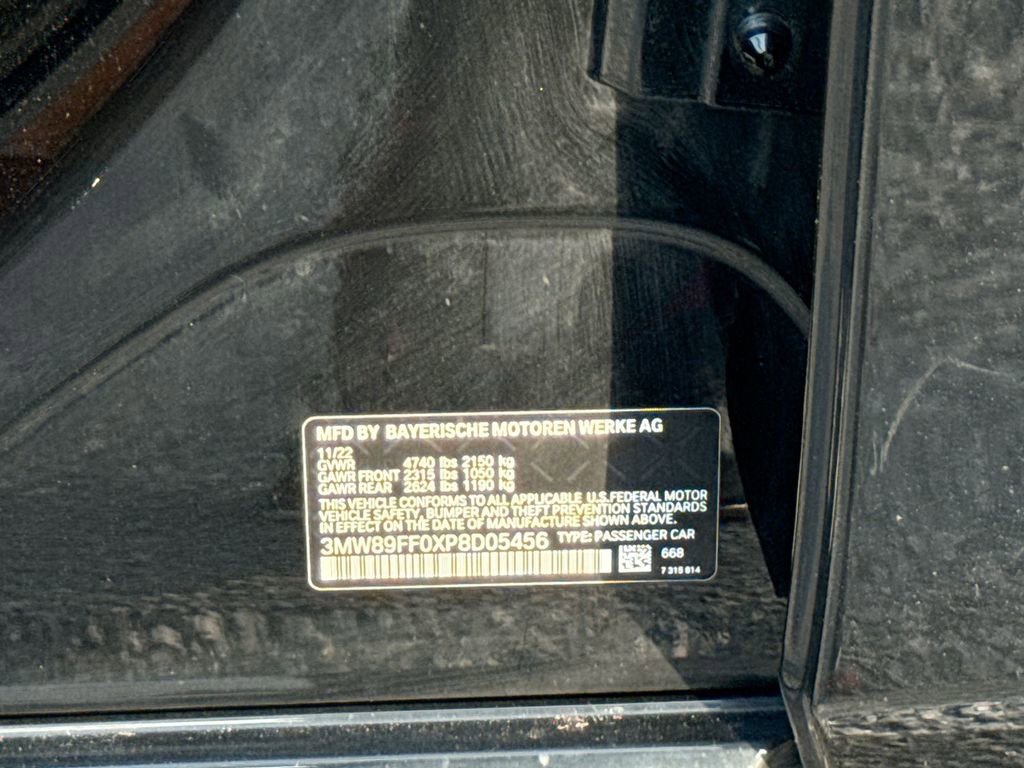 MFD BY BAYERISCHE MOTOREN WERKE AG
11/22
GVWR 4740 lbs 2150 kg
GAWR FRONT 2315 lbs 1050 kg
GAWR REAR 2624 lbs 1190 kg
THIS VEHICLE CONFORMS TO ALL APPLICABLE U.S.FEDERAL MOTOR
VEHICLE SAFETY, BUMPER AND THEFT PREVENTION STANDARDS
IN EFFECT ON THE DATE OF MANUFACTURE SHOWN ABOVE.
3MW89FF0XP8D05456 TYPE: PASSENGER CAR
668
7 315 814